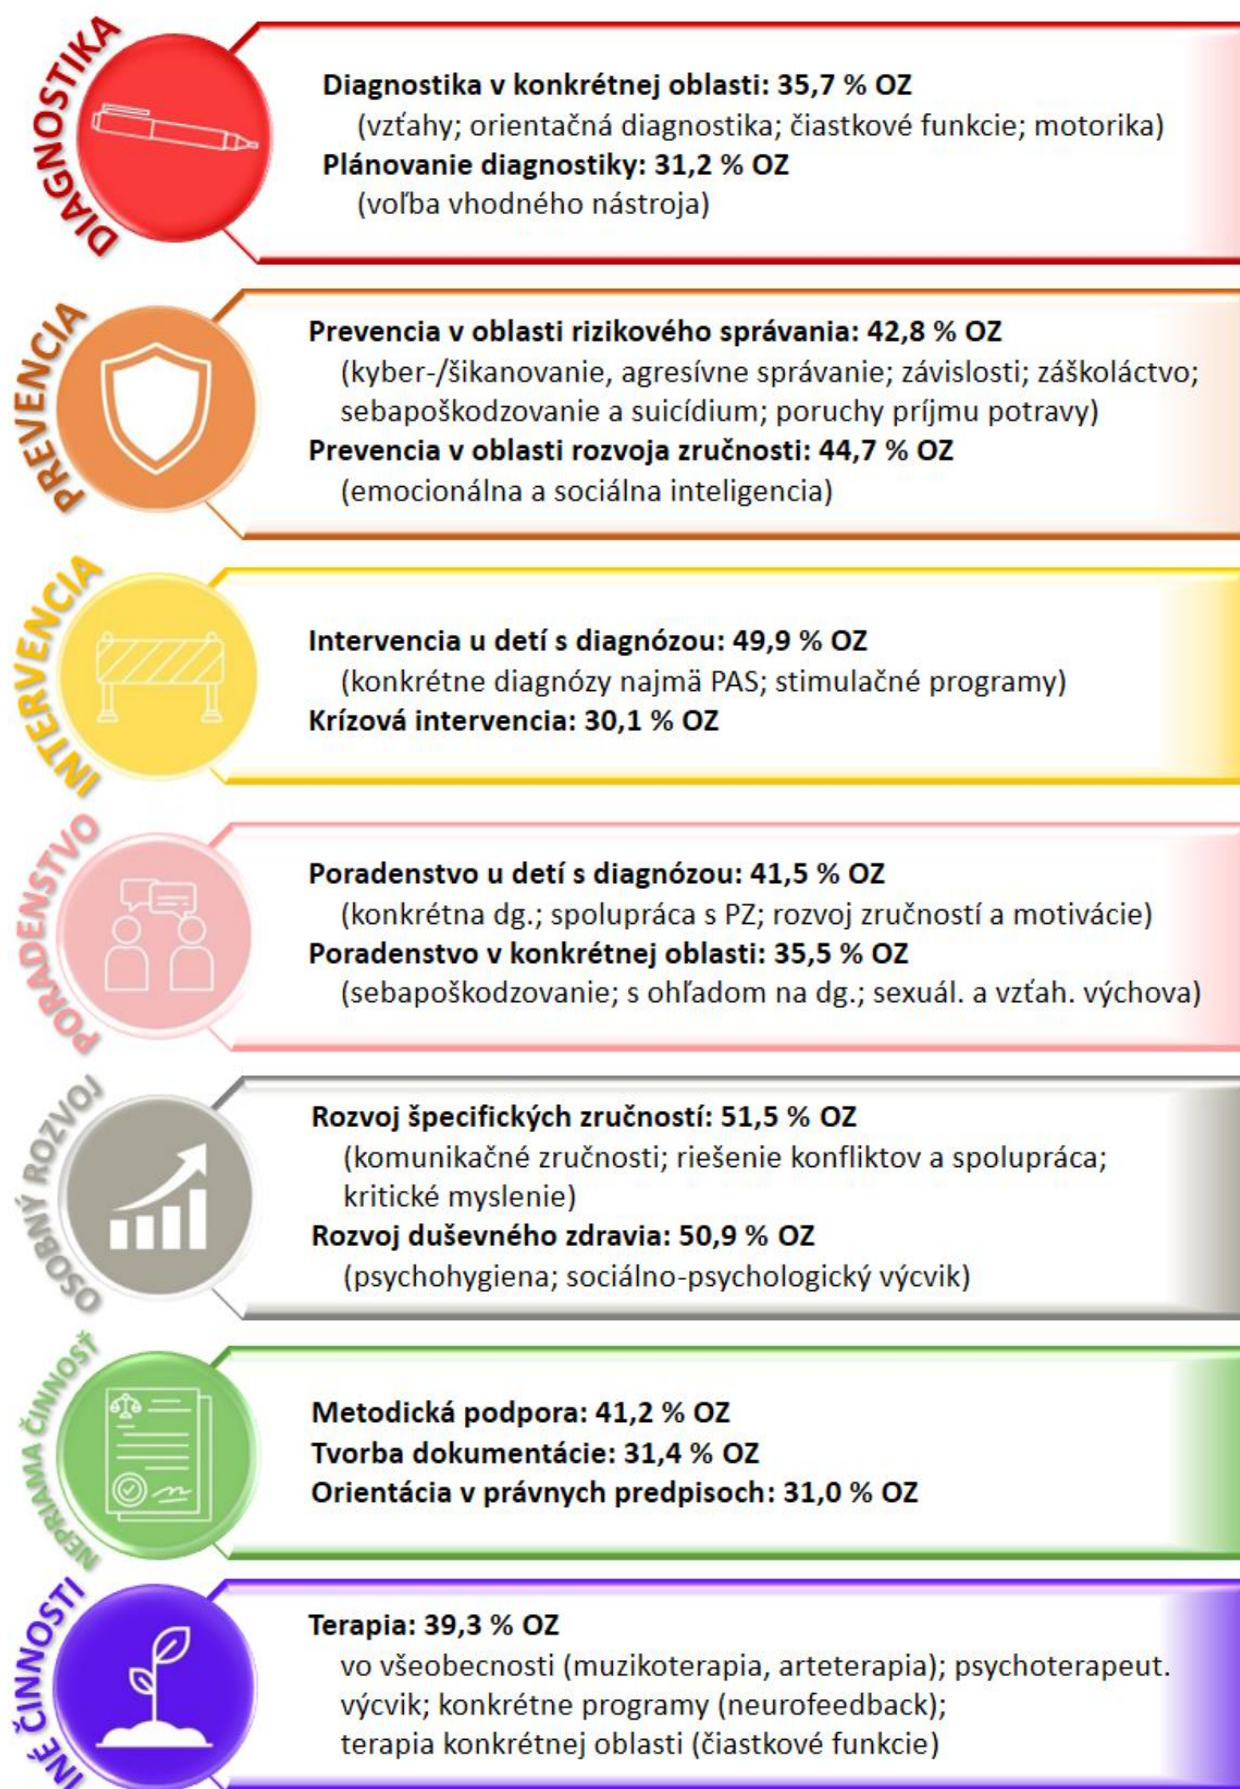 DIAGNOSTIKA
Diagnostika v konkrétnej oblasti: 35,7 % OZ
(vzťahy; orientačná diagnostika; čiastkové funkcie; motorika)
Plánovanie diagnostiky: 31,2 % OZ
(voľba vhodného nástroja)
PREVENCIA
Prevencia v oblasti rizikového správania: 42,8 % OZ
(kyber-/šikanovanie, agresívne správanie; závislosti; záškoláctvo;
sebapoškodzovanie a suicídium; poruchy príjmu potravy)
Prevencia v oblasti rozvoja zručnosti: 44,7 % OZ
(emocionálna a sociálna inteligencia)
INTERVENCIA
Intervencia u detí s diagnózou: 49,9 % OZ
(konkrétne diagnózy najmä PAS; stimulačné programy)
Krízová intervencia: 30,1 % OZ
PORADENSTVO
Poradenstvo u detí s diagnózou: 41,5 % OZ
(konkrétna dg.; spolupráca s PZ; rozvoj zručností a motivácie)
Poradenstvo v konkrétnej oblasti: 35,5 % OZ
(sebapoškodzovanie; s ohľadom na dg.; sexuál. a vzťah. výchova)
OSOBNÝ ROZVOJ
Rozvoj špecifických zručností: 51,5 % OZ
(komunikačné zručnosti; riešenie konfliktov a spolupráca;
kritické myslenie)
Rozvoj duševného zdravia: 50,9 % OZ
(psychohygiena; sociálno-psychologický výcvik)
NEPRIAMA ČINNOSŤ
Metodická podpora: 41,2 % OZ
Tvorba dokumentácie: 31,4 % OZ
Orientácia v právnych predpisoch: 31,0 % OZ
INÉ ČINNOSTI
Terapia: 39,3 % OZ
vo všeobecnosti (muzikoterapia, arteterapia); psychoterapeut.
výcvik; konkrétne programy (neurofeedback);
terapia konkrétnej oblasti (čiastkové funkcie)